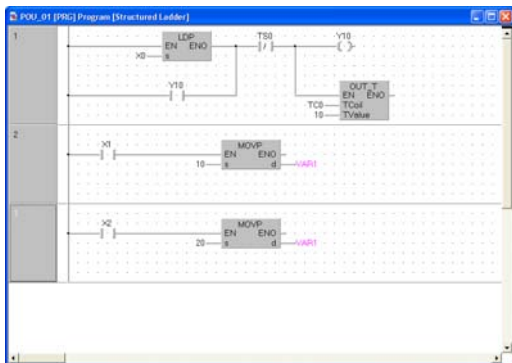 POU_01 [PRG] Program [Structured Ladder]
1
LDP
EN ENO
X0 s
TS0
Y10
Y10
OUT_T
EN ENO
TC0 TCoil
10 TValue
2
X1
MOVP
EN ENO
10 s d VAR1
3
X2
MOVP
EN ENO
20 s d VAR1